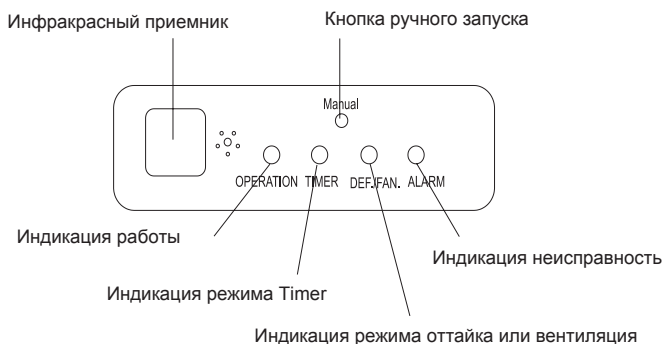 Инфракрасный приемник
Кнопка ручного запуска
Manual
OPERATION TIMER DEF./FAN. ALARM
Индикация работы
Индикация неисправность
Индикация режима Timer
Индикация режима оттайка или вентиляция